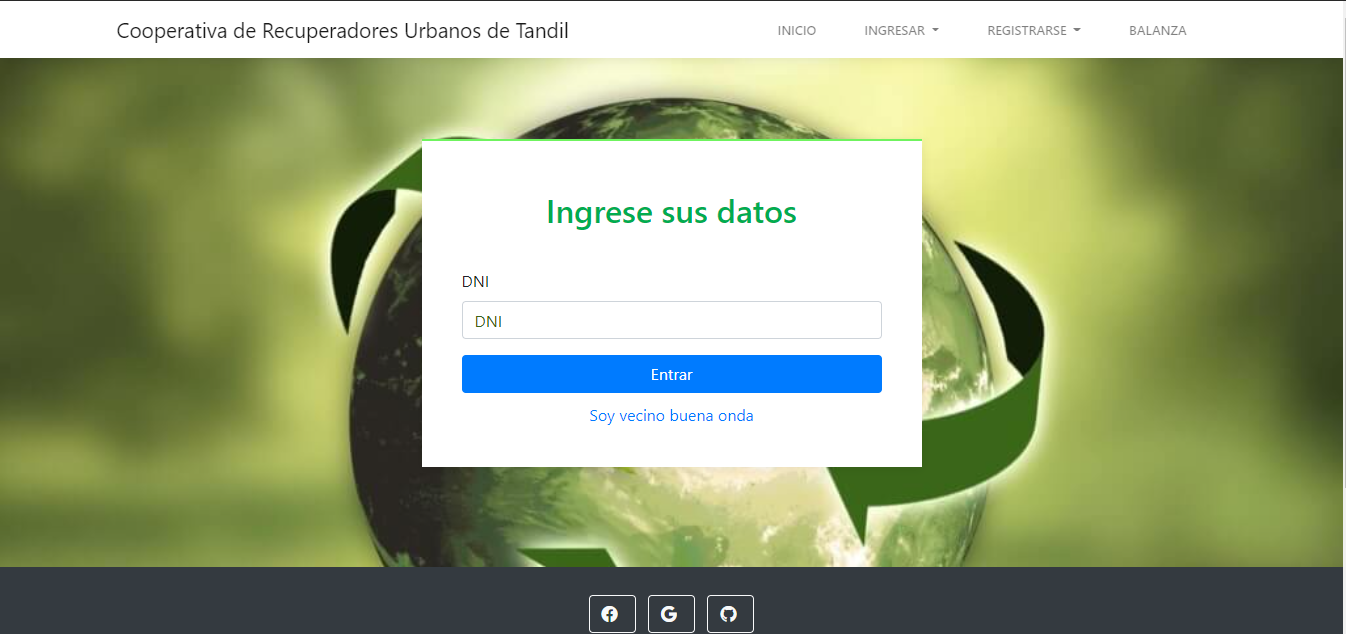 Cooperativa de Recuperadores Urbanos de Tandil
INICIO
INGRESAR
REGISTRARSE
BALANZA
Ingrese sus datos
DNI
DNI
Entrar
Soy vecino buena onda